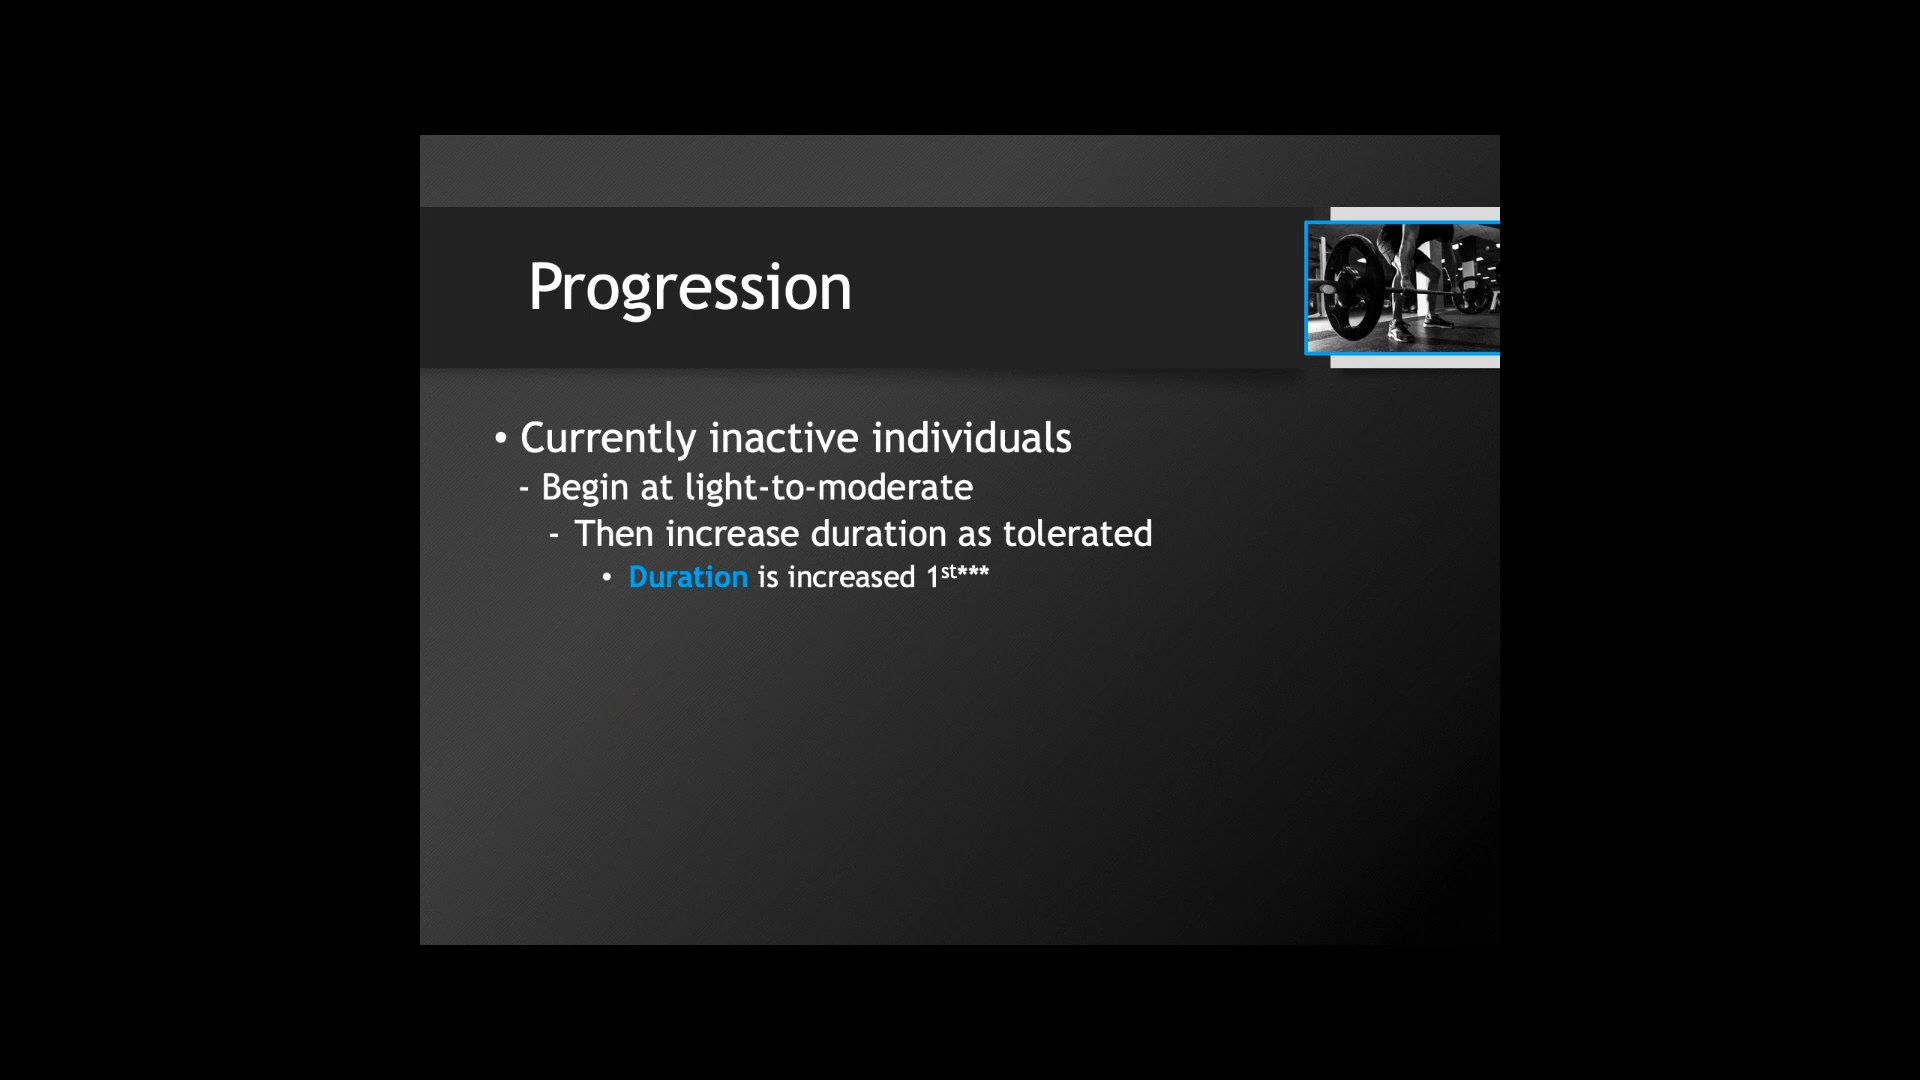 Progression
• Currently inactive individuals
- Begin at light-to-moderate
- Then increase duration as tolerated
• Duration is increased 1st***